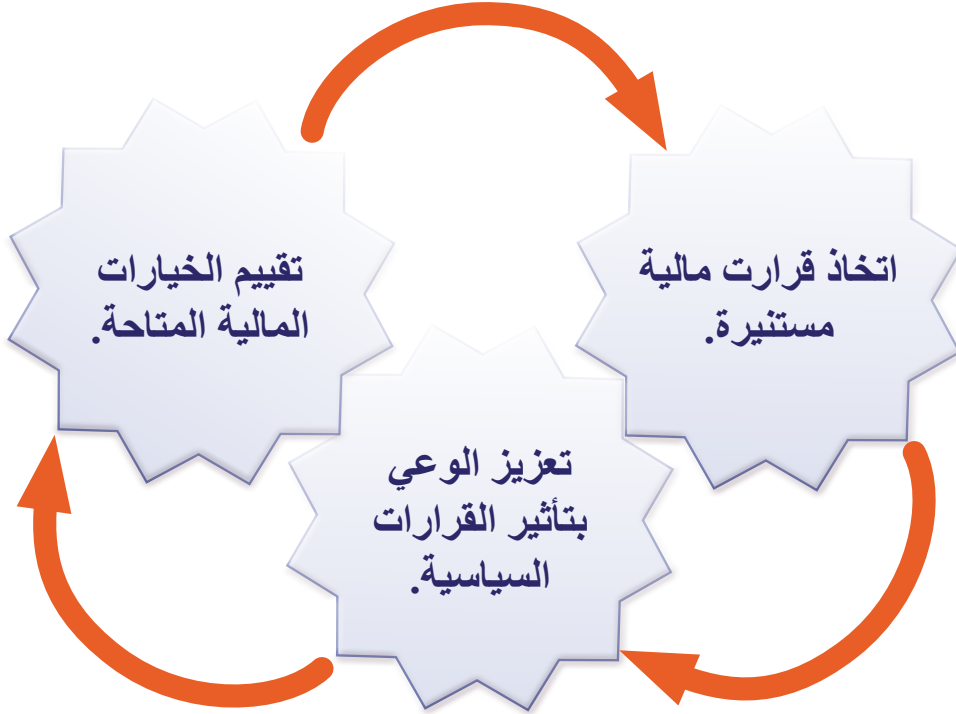 اتخاذ قرارت مالية
مستنيرة.
تعزيز الوعي
بتأثير القرارات
السياسية.
تقييم الخيارات
المالية المتاحة.